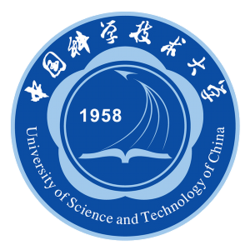 中国科学技术大学
1958
University of Science and Technology of China